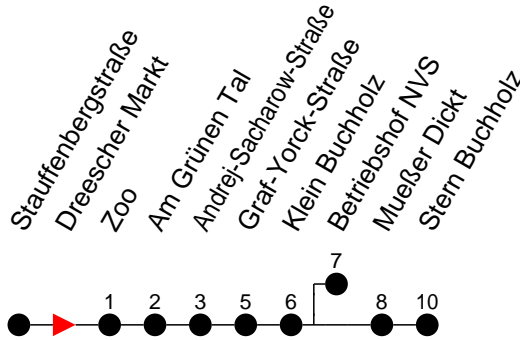 Stauffenbergstraße
Dreescher Markt
Zoo
Am Grünen Tal
Andrej-Sacharow-Straße
Graf-Yorck-Straße
Klein Buchholz
Betriebshof NVS
Mueßer Dickt
Stern Buchholz
7
1 2 3 5 6 8 10